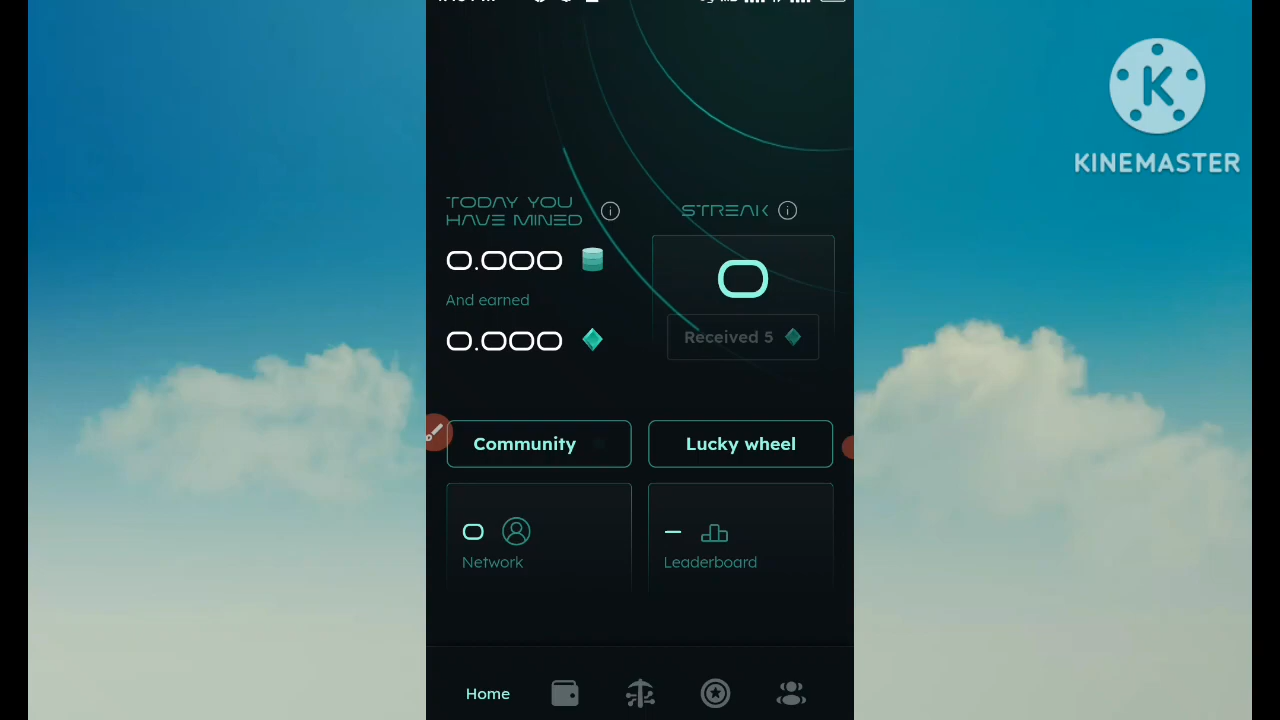 KINEMASTER
TODAY YOU
HAVE MINED
0.000
And earned
0.000
STREAK
0
Received 5
Community
Lucky wheel
0
Network
–
Leaderboard
Home